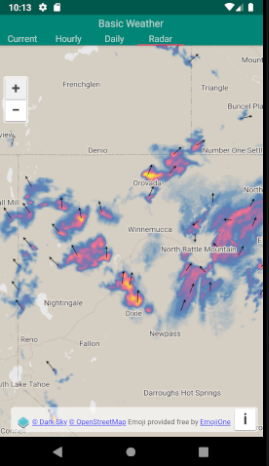 10:13
Basic Weather
Current Hourly Daily Radar
Mount
Frenchglen
Triangle
+
Buncel Pla
−
view
Denio
Number One Settl
Orovada
North
Mill
Winnemucca
North Battle Mountain
Nightingale
Dixie
Newpass
Reno
Fallon
uth Lake Tahoe
Darroughs Hot Springs
© Dark Sky © OpenStreetMap Emoji provided free by EmojiOne
i